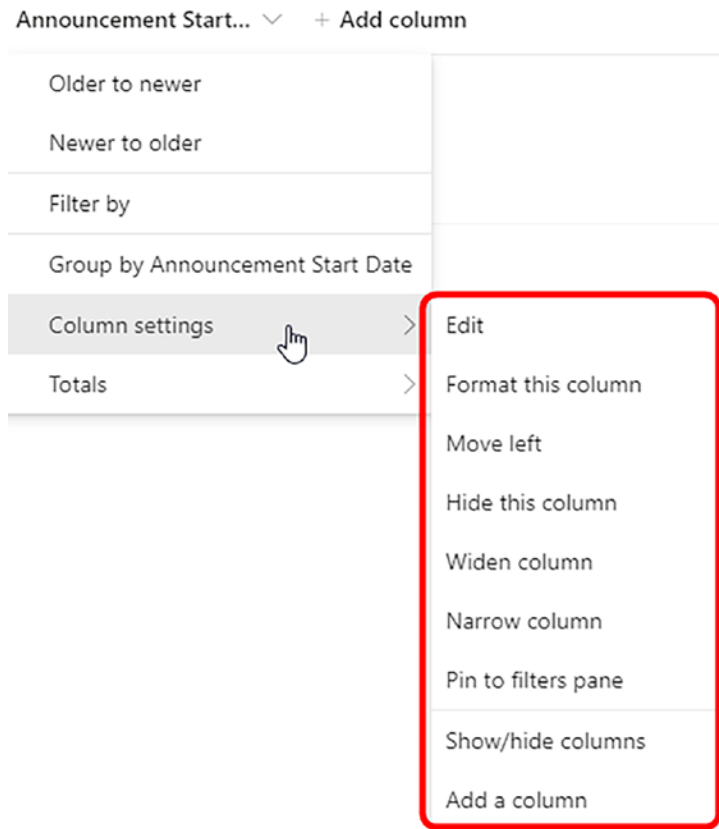 Announcement Start... + Add column
Older to newer
Newer to older
Filter by
Group by Announcement Start Date
Column settings
Totals
Edit
Format this column
Move left
Hide this column
Widen column
Narrow column
Pin to filters pane
Show/hide columns
Add a column